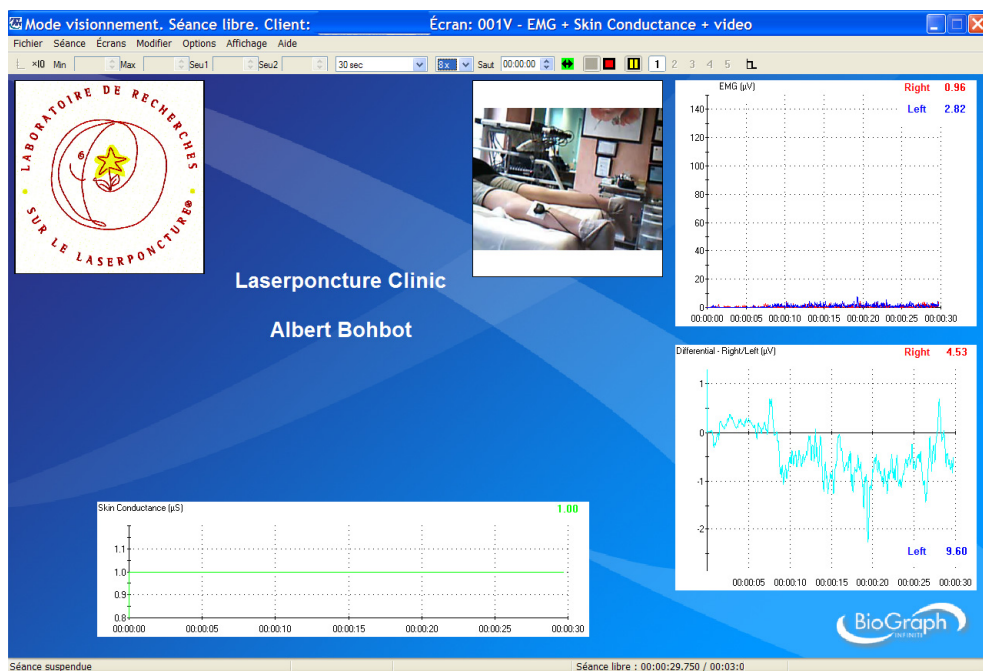 Mode visionnement. Séance libre. Client: Écran: 001V - EMG + Skin Conductance + video
Fichier Séance Écrans Modifier Options Affichage Aide
×10 Min Max Seu1 Seu2 30 sec 8x Saut 00:00:00 1 2 3 4 5
LABORATOIRE DE RECHERCHES
SUR LE LASERPONCTURE®
Laserponcture Clinic
Albert Bohbot
EMG (µV)
Right 0.96
Left 2.82
140
120
100
80
60
40
20
0
00:00:00 00:00:05 00:00:10 00:00:15 00:00:20 00:00:25 00:00:30
Differential - Right/Left (µV)
Right 4.53
1
0
-1
-2
Left 9.60
00:00:05 00:00:10 00:00:15 00:00:20 00:00:25 00:00:30
Skin Conductance (µS)
1.00
1.1
1.0
0.9
0.8
00:00:00 00:00:05 00:00:10 00:00:15 00:00:20 00:00:25 00:00:30
BioGraph
INFINITI
Séance suspendue
Séance libre : 00:00:29.750 / 00:03:0